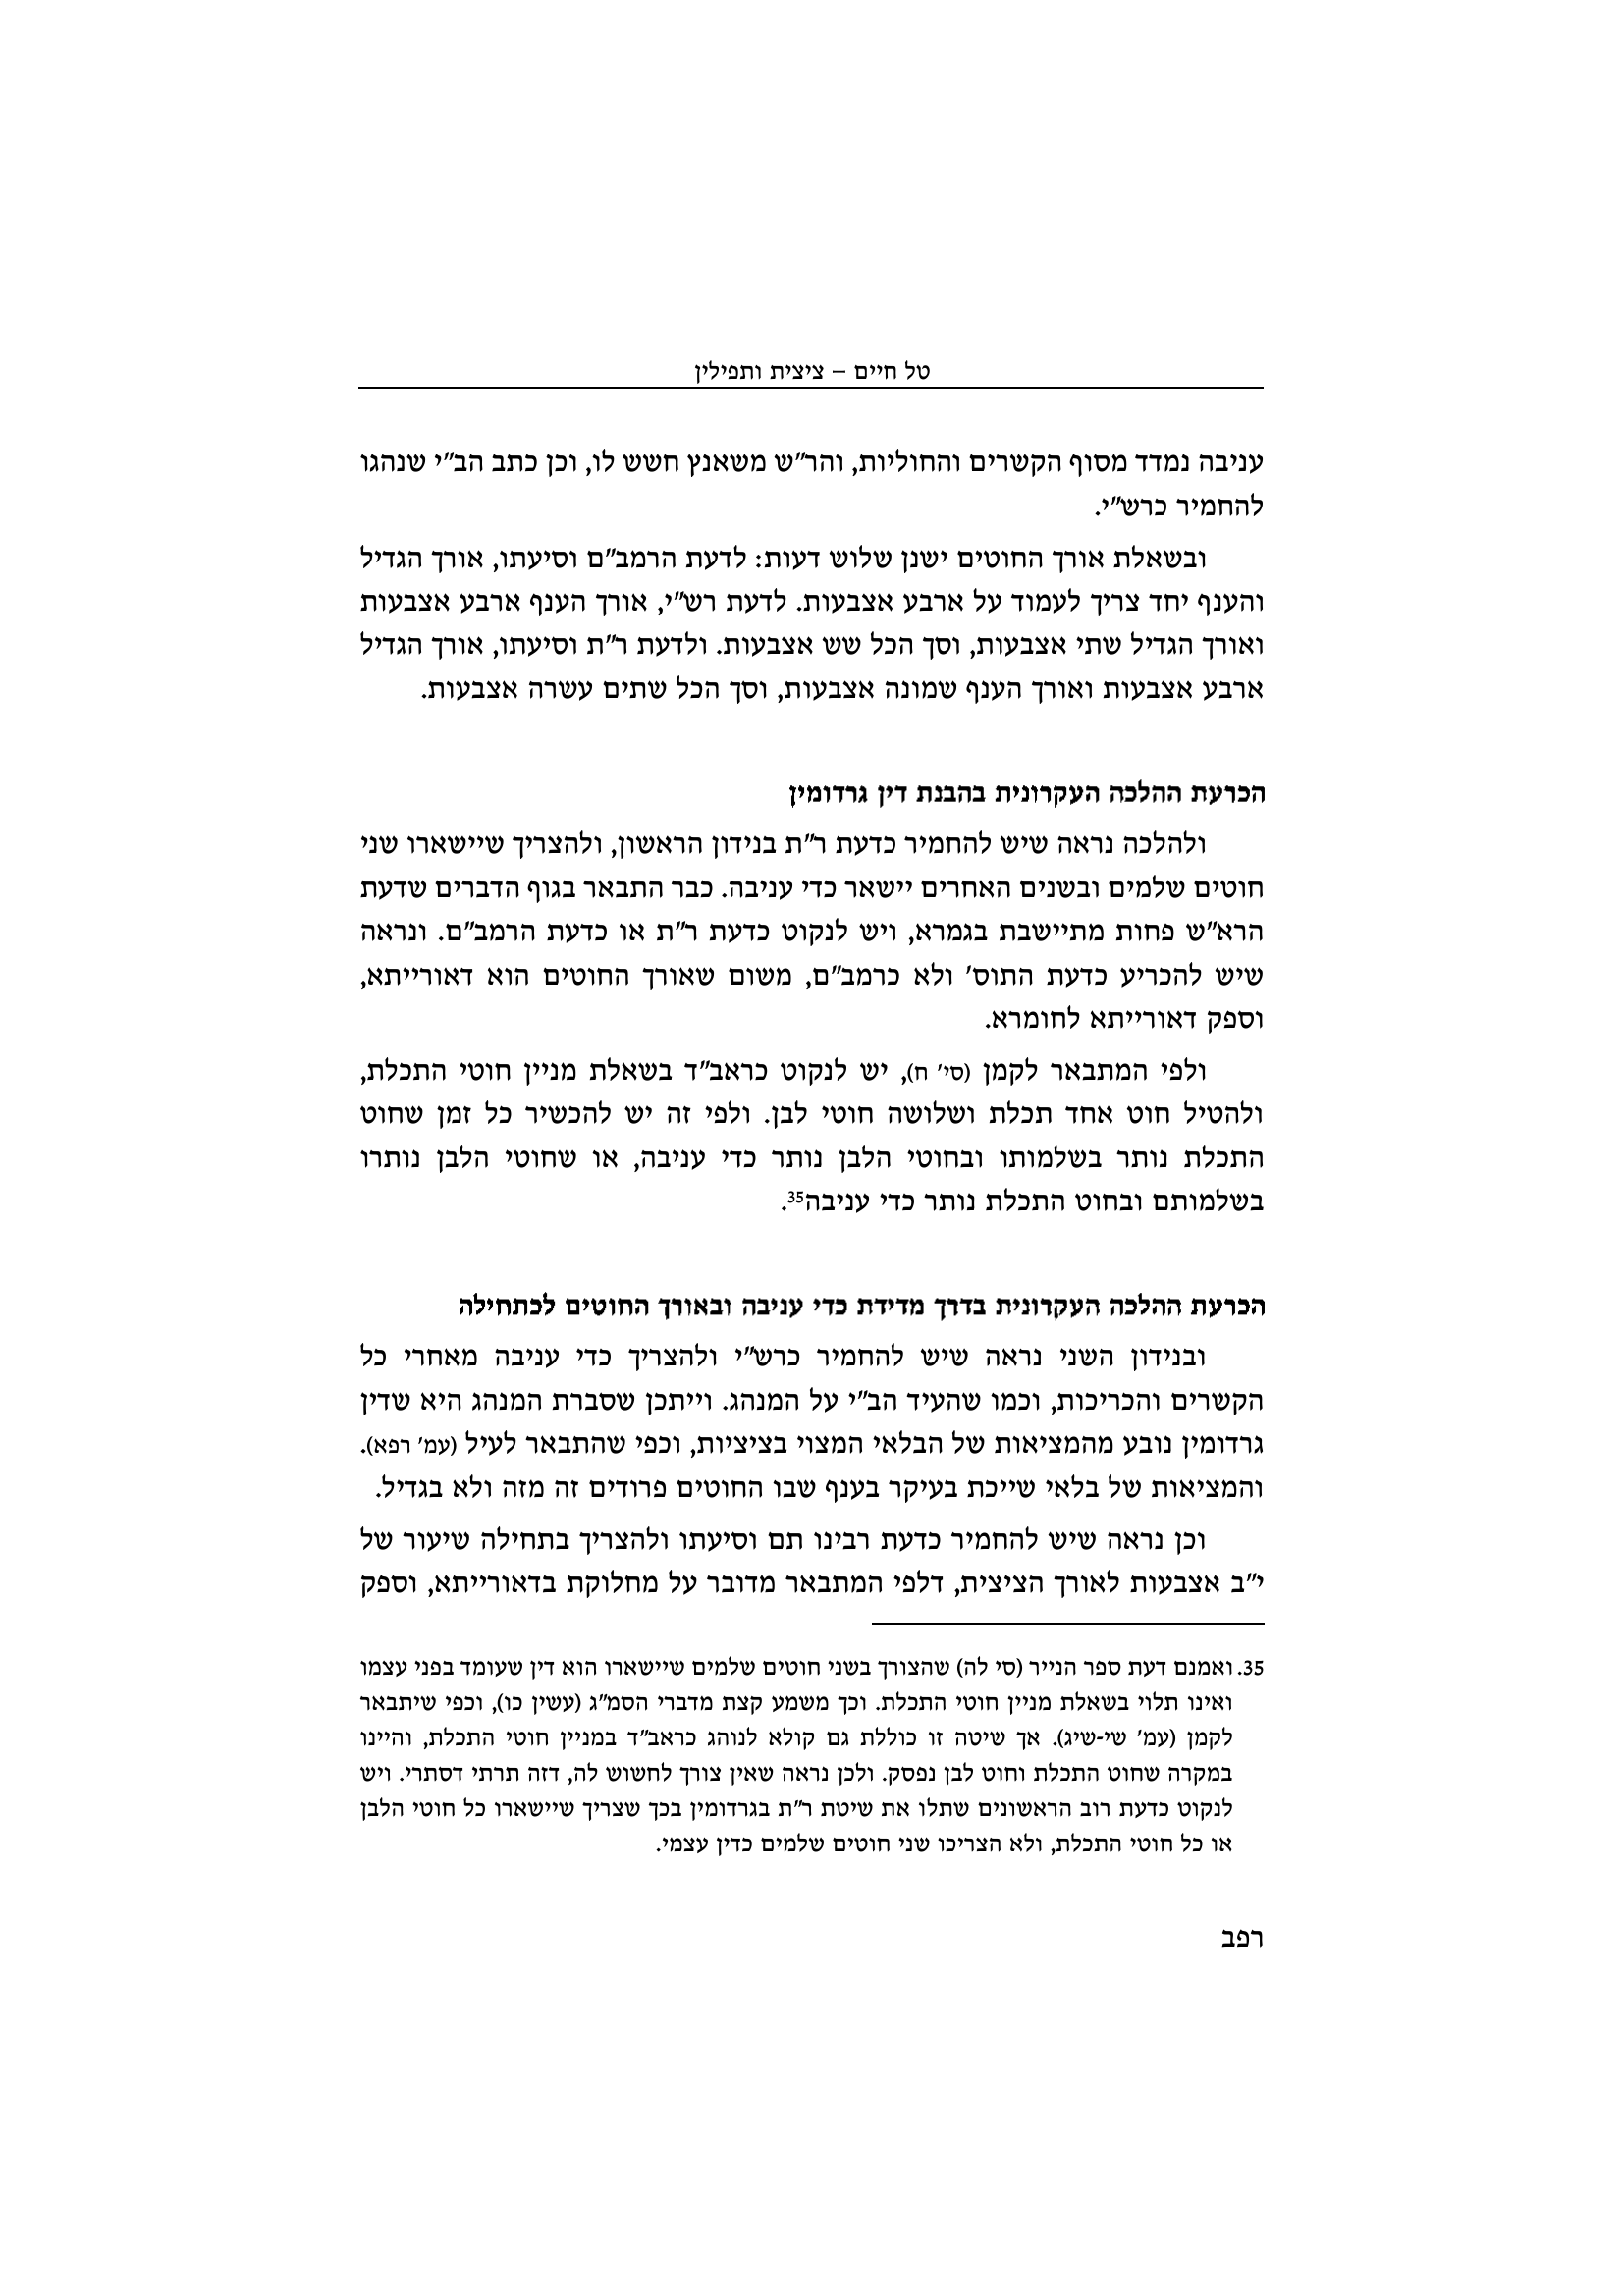 טל חיים – ציצית ותפילין
עניבה נמדד מסוף הקשרים והחוליות, והר״ש משאנץ חשש לו, וכן כתב הב״י שנהגו
להחמיר כרש״י.
ובשאלת אורך החוטים ישנן שלוש דעות: לדעת הרמב״ם וסיעתו, אורך הגדיל
והענף יחד צריך לעמוד על ארבע אצבעות. לדעת רש״י, אורך הענף ארבע אצבעות
ואורך הגדיל שתי אצבעות, וסך הכל שש אצבעות. ולדעת ר״ת וסיעתו, אורך הגדיל
ארבע אצבעות ואורך הענף שמונה אצבעות, וסך הכל שתים עשרה אצבעות.
הכרעת ההלכה העקרונית בהבנת דין גרדומין
ולהלכה נראה שיש להחמיר כדעת ר״ת בנידון הראשון, ולהצריך שיישארו שני
חוטים שלמים ובשנים האחרים יישאר כדי עניבה. כבר התבאר בגוף הדברים שדעת
הרא״ש פחות מתיישבת בגמרא, ויש לנקוט כדעת ר״ת או כדעת הרמב״ם. ונראה
שיש להכריע כדעת התוס׳ ולא כרמב״ם, משום שאורך החוטים הוא דאורייתא,
וספק דאורייתא לחומרא.
ולפי המתבאר לקמן (סי׳ ח), יש לנקוט כראב״ד בשאלת מניין חוטי התכלת,
ולהטיל חוט אחד תכלת ושלושה חוטי לבן. ולפי זה יש להכשיר כל זמן שחוט
התכלת נותר בשלמותו ובחוטי הלבן נותר כדי עניבה, או שחוטי הלבן נותרו
בשלמותם ובחוט התכלת נותר כדי עניבה35.
הכרעת ההלכה העקרונית בדרך מדידת כדי עניבה ובאורך החוטים לכתחילה
ובנידון השני נראה שיש להחמיר כרש״י ולהצריך כדי עניבה מאחרי כל
הקשרים והכריכות, וכמו שהעיד הב״י על המנהג. וייתכן שסברת המנהג היא שדין
גרדומין נובע מהמציאות של הבלאי המצוי בציציות, וכפי שהתבאר לעיל (עמ׳ רפא).
והמציאות של בלאי שייכת בעיקר בענף שבו החוטים פרודים זה מזה ולא בגדיל.
וכן נראה שיש להחמיר כדעת רבינו תם וסיעתו ולהצריך בתחילה שיעור של
י״ב אצבעות לאורך הציצית, דלפי המתבאר מדובר על מחלוקת בדאורייתא, וספק
35. ואמנם דעת ספר הנייר (סי לה) שהצורך בשני חוטים שלמים שיישארו הוא דין שעומד בפני עצמו
ואינו תלוי בשאלת מניין חוטי התכלת. וכך משמע קצת מדברי הסמ״ג (עשין כו), וכפי שיתבאר
לקמן (עמ׳ שי-שיג). אך שיטה זו כוללת גם קולא לנוהג כראב״ד במניין חוטי התכלת, והיינו
במקרה שחוט התכלת וחוט לבן נפסק. ולכן נראה שאין צורך לחשוש לה, דזה תרתי דסתרי. ויש
לנקוט כדעת רוב הראשונים שתלו את שיטת ר״ת בגרדומין בכך שצריך שיישארו כל חוטי הלבן
או כל חוטי התכלת, ולא הצריכו שני חוטים שלמים כדין עצמי.
רפב